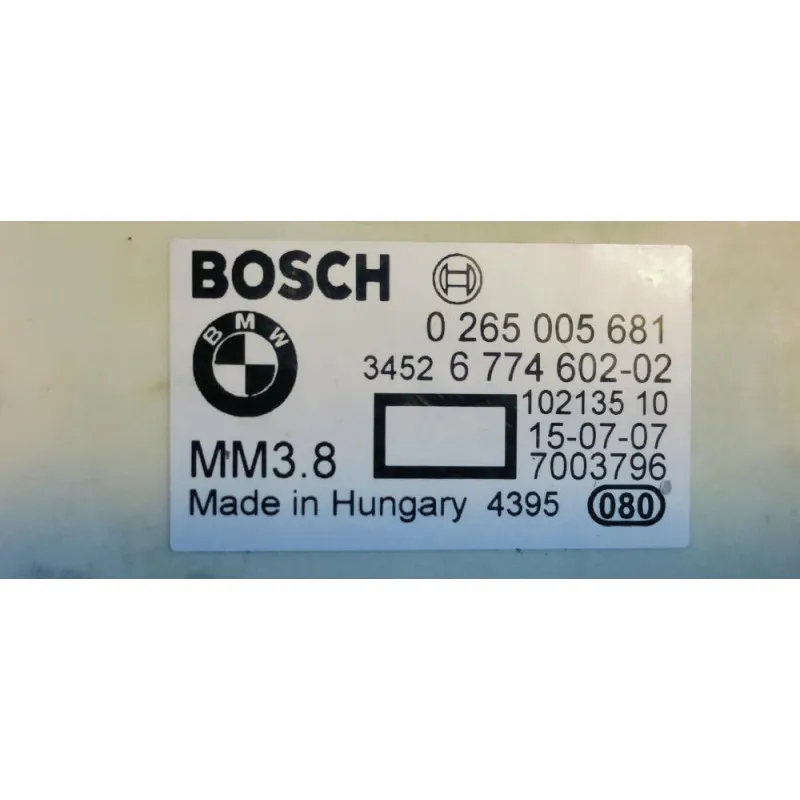 BOSCH
0 265 005 681
BMW
3452 6 774 602-02
102135 10
15-07-07
MM3.8
7003796
Made in Hungary 4395 080